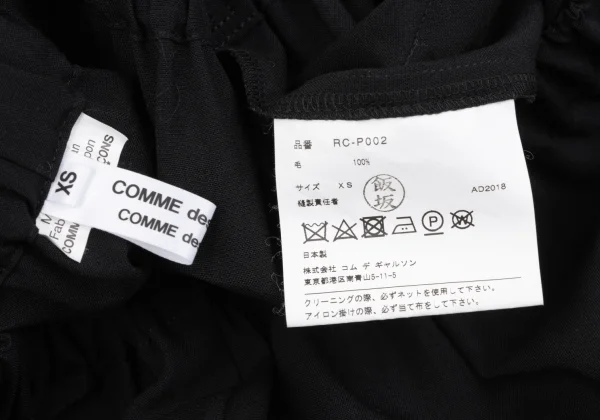 XS
COMME des
COMME des
品番 RC-P002
毛 100%
サイズ XS
飯坂
AD2018
縫製責任者
日本製
株式会社 コム デ ギャルソン
東京都港区南青山5-11-5
クリーニングの際、必ずネットを使用して下さい。
アイロン掛けの際、必ず当て布をして下さい。